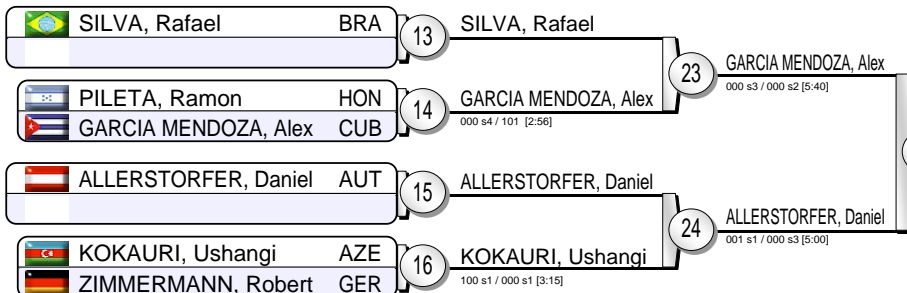 SILVA, Rafael BRA
13
SILVA, Rafael
PILETA, Ramon HON
GARCIA MENDOZA, Alex CUB
14
GARCIA MENDOZA, Alex
000 s4 / 101 [2:56]
23
GARCIA MENDOZA, Alex
000 s3 / 000 s2 [5:40]
ALLERSTORFER, Daniel AUT
15
ALLERSTORFER, Daniel
KOKAURI, Ushangi AZE
ZIMMERMANN, Robert GER
16
KOKAURI, Ushangi
100 s1 / 000 s1 [3:15]
24
ALLERSTORFER, Daniel
001 s1 / 000 s3 [5:00]